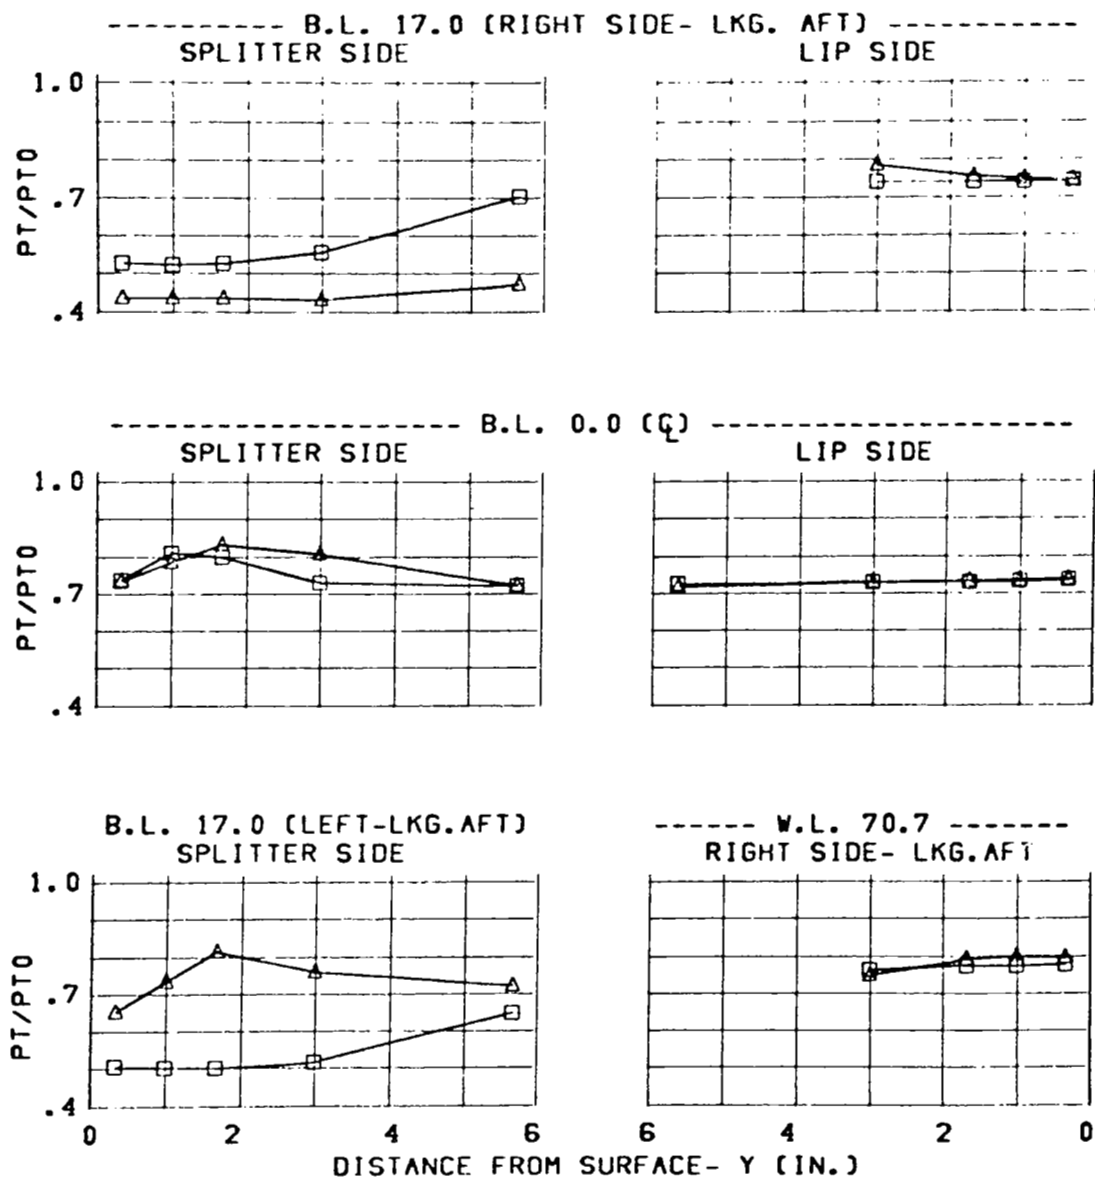 -------- B.L. 17.0 (RIGHT SIDE- LKG. AFT) --------
SPLITTER SIDE LIP SIDE
1.0
PT/PTO
.7
.4
------------------- B.L. 0.0 (℄) -------------------
SPLITTER SIDE LIP SIDE
1.0
PT/PTO
.7
.4
B.L. 17.0 (LEFT-LKG.AFT) ------ W.L. 70.7 ------
SPLITTER SIDE RIGHT SIDE- LKG.AFT
1.0
PT/PTO
.7
.4
0 2 4 6 6 4 2 0
DISTANCE FROM SURFACE- Y (IN.)